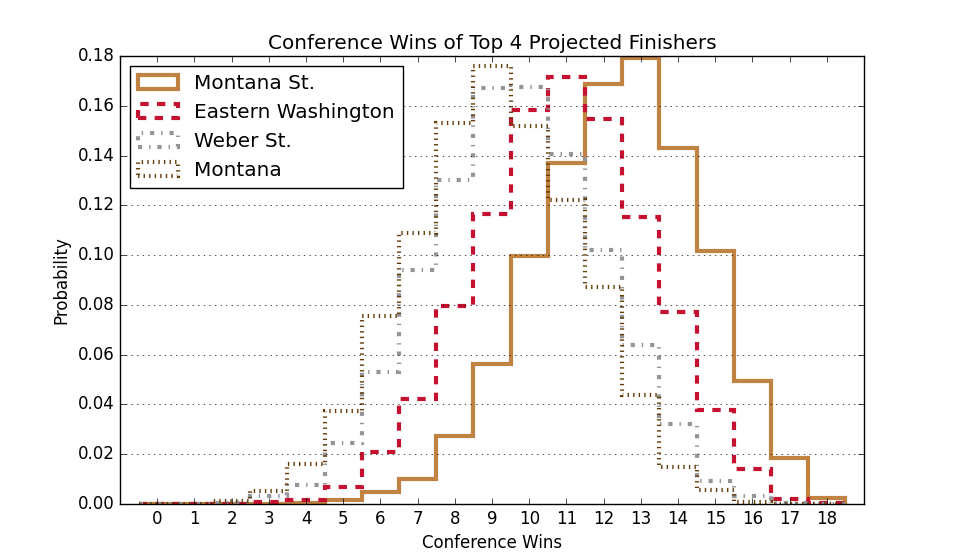 Conference Wins of Top 4 Projected Finishers
Montana St.
Eastern Washington
Weber St.
Montana
0.18
0.16
0.14
0.12
0.10
0.08
0.06
0.04
0.02
0.00
Probability
0 1 2 3 4 5 6 7 8 9 10 11 12 13 14 15 16 17 18
Conference Wins